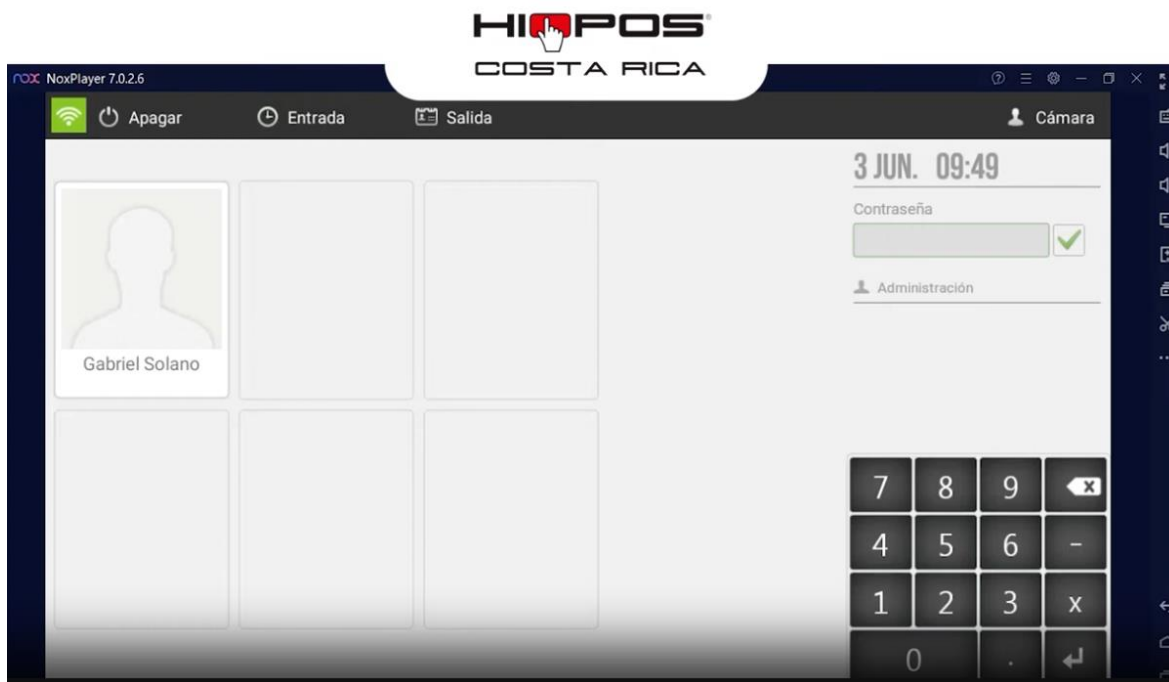 HIOPOS
COSTA RICA
nox NoxPlayer 7.0.2.6
Apagar Entrada Salida Cámara
3 JUN. 09:49
Contraseña
Administración
Gabriel Solano
7 8 9 x
4 5 6 -
1 2 3 x
0 .